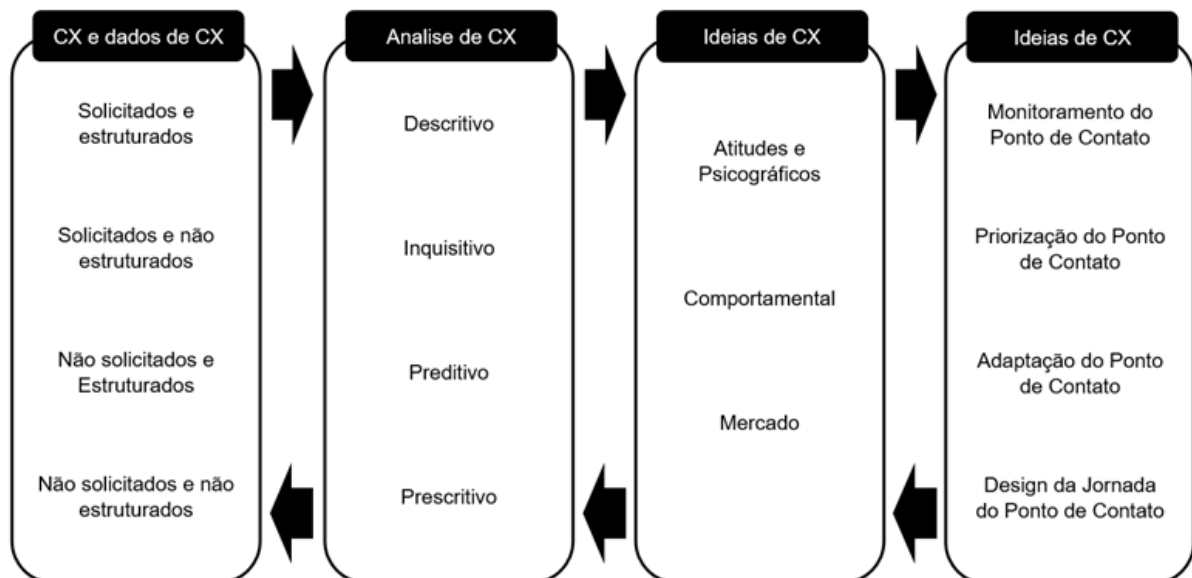 CX e dados de CX
Solicitados e
estruturados
Solicitados e não
estruturados
Não solicitados e
Estruturados
Não solicitados e não
estruturados
Analise de CX
Descritivo
Inquisitivo
Preditivo
Prescritivo
Ideias de CX
Atitudes e
Psicográficos
Comportamental
Mercado
Ideias de CX
Monitoramento do
Ponto de Contato
Priorização do Ponto
de Contato
Adaptação do Ponto
de Contato
Design da Jornada
do Ponto de Contato